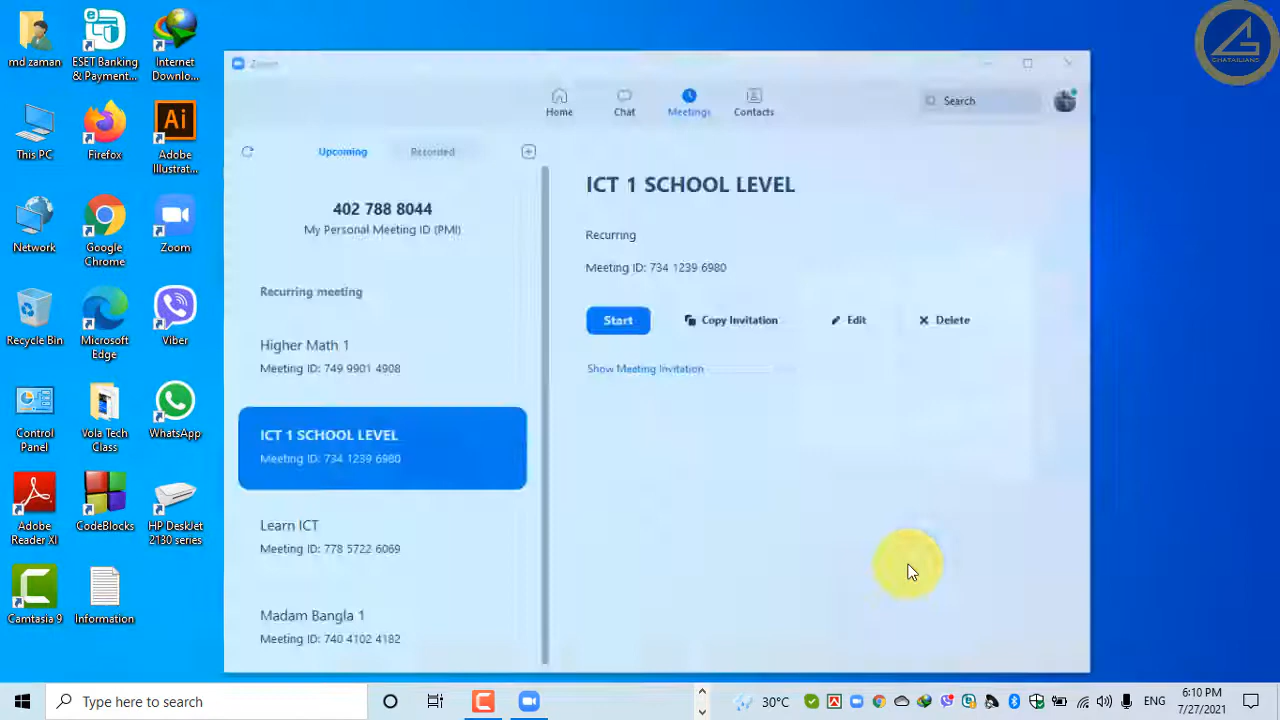 md zaman
ESET Banking
& Payment...
Internet
Downlo...
This PC
Firefox
Adobe
Illustrat...
Network
Google
Chrome
Zoom
Recycle Bin
Microsoft
Edge
Viber
Control
Panel
Vola Tech
Class
WhatsApp
Adobe
Reader XI
CodeBlocks
HP DeskJet
2130 series
Camtasia 9
Information
Zoom
Home
Chat
Meetings
Contacts
Search
Upcoming
Recorded
402 788 8044
My Personal Meeting ID (PMI)
Recurring meeting
Higher Math 1
Meeting ID: 749 9901 4908
ICT 1 SCHOOL LEVEL
Meeting ID: 734 1239 6980
Learn ICT
Meeting ID: 778 5722 6069
Madam Bangla 1
Meeting ID: 740 4102 4182
ICT 1 SCHOOL LEVEL
Recurring
Meeting ID: 734 1239 6980
Start
Copy Invitation
Edit
Delete
Show Meeting Invitation
CHATAILIANS
Type here to search
30°C
ENG
6:10 PM
7/27/2021